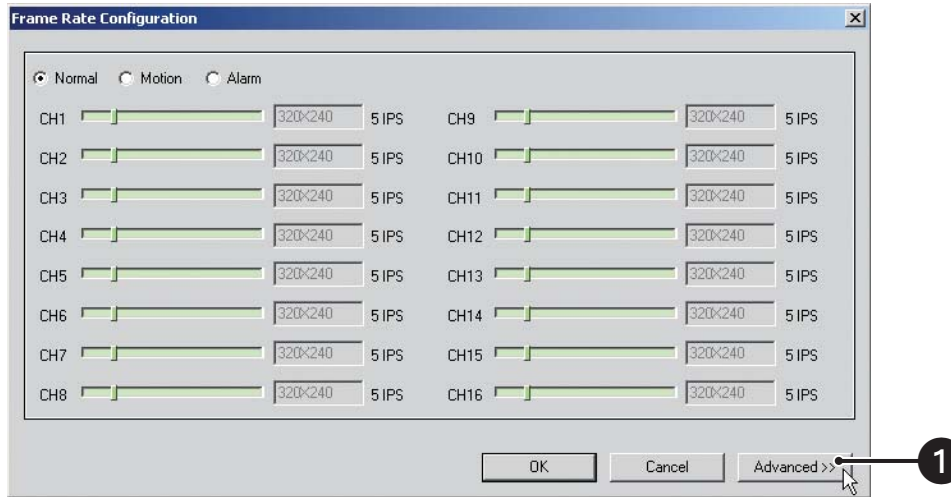 Frame Rate Configuration
Normal Motion Alarm
CH1 320X240 5 IPS CH9 320X240 5 IPS
CH2 320X240 5 IPS CH10 320X240 5 IPS
CH3 320X240 5 IPS CH11 320X240 5 IPS
CH4 320X240 5 IPS CH12 320X240 5 IPS
CH5 320X240 5 IPS CH13 320X240 5 IPS
CH6 320X240 5 IPS CH14 320X240 5 IPS
CH7 320X240 5 IPS CH15 320X240 5 IPS
CH8 320X240 5 IPS CH16 320X240 5 IPS
OK Cancel Advanced >> 1